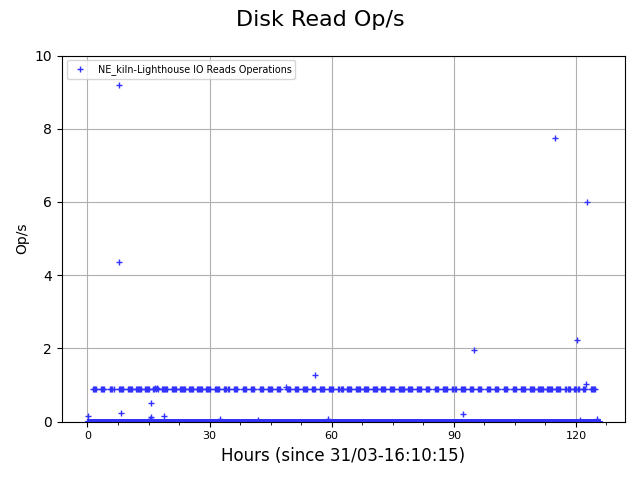 Disk Read Op/s
NE_kiln-Lighthouse IO Reads Operations
10
8
6
4
2
0
Op/s
0 30 60 90 120
Hours (since 31/03-16:10:15)